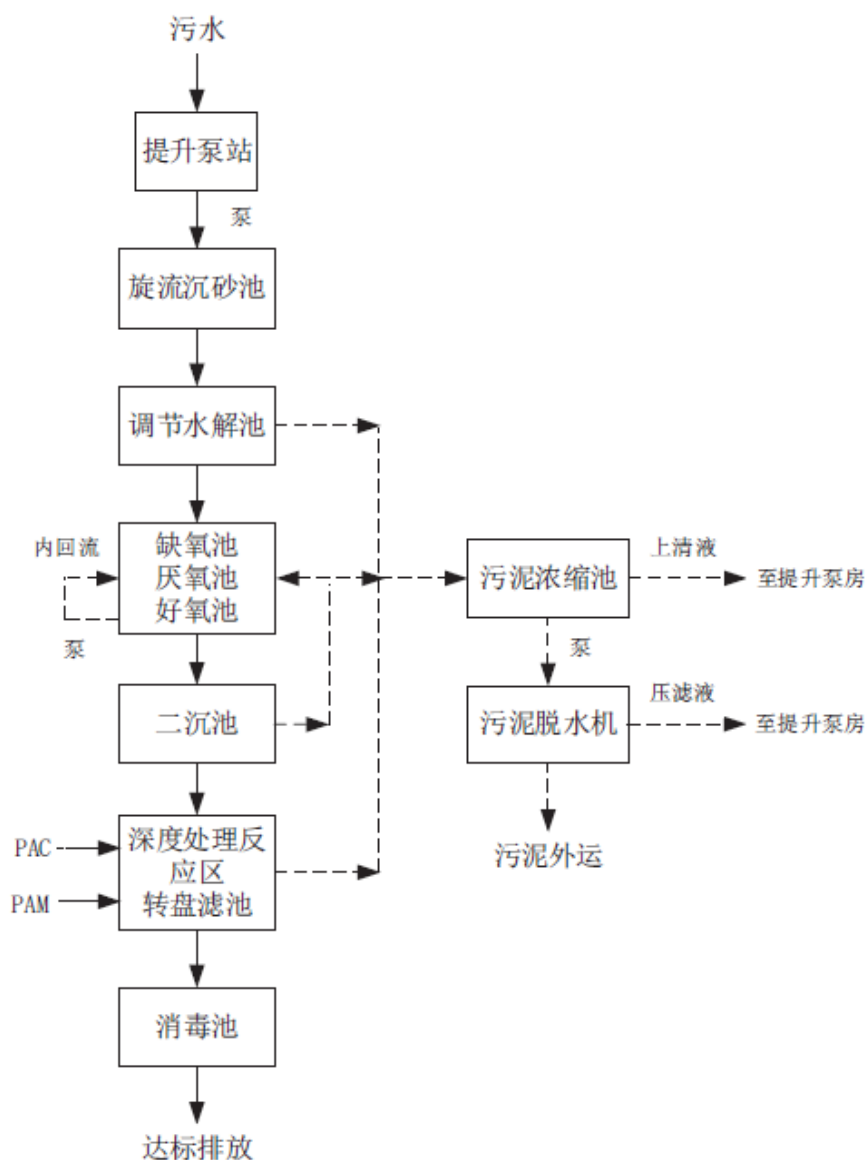 污水
提升泵站
泵
旋流沉砂池
调节水解池
内回流
缺氧池
厌氧池
好氧池
泵
污泥浓缩池
上清液
至提升泵房
泵
二沉池
污泥脱水机
压滤液
至提升泵房
污泥外运
PAC
PAM
深度处理反
应区
转盘滤池
消毒池
达标排放